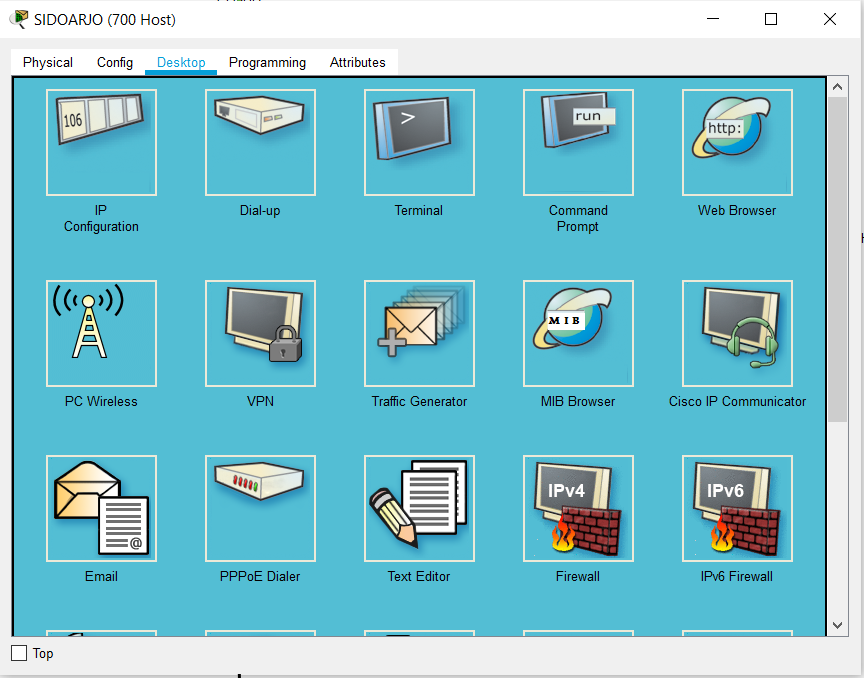 SIDOARJO (700 Host)
Physical Config Desktop Programming Attributes
106
>
run
http:
IP
Configuration
Dial-up
Terminal
Command
Prompt
Web Browser
MIB
PC Wireless
VPN
Traffic Generator
MIB Browser
Cisco IP Communicator
@
IPv4
IPv6
Email
PPPoE Dialer
Text Editor
Firewall
IPv6 Firewall
Top